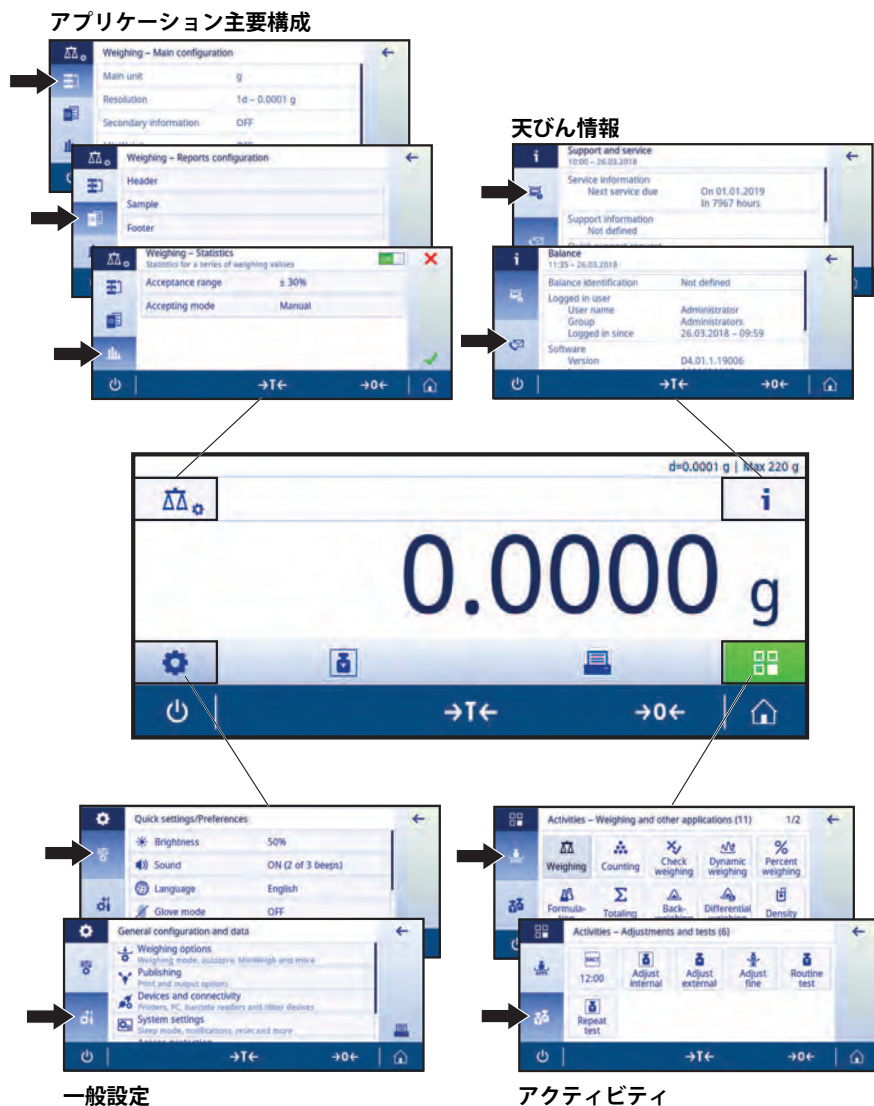 アプリケーション主要構成
Weighing – Main configuration
Main unit g
Resolution 1d – 0.0001 g
Secondary information OFF
Weighing – Reports configuration
Header
Sample
Footer
Weighing – Statistics
Statistics for a series of weighing values
Acceptance range ± 30%
Accepting mode Manual
→T← →0←
天びん情報
i Support and service
10:00 – 26.03.2018
Service information
Next service due On 01.01.2019
In 7967 hours
Support information
Not defined
i Balance
11:35 – 26.03.2018
Balance identification Not defined
Logged in user
User name Administrator
Group Administrators
Logged in since 26.03.2018 – 09:59
Software
Version D4.01.1.19006
→T← →0←
d=0.0001 g | Max 220 g
i
0.0000 g
→T← →0←
Quick settings/Preferences
Brightness 50%
Sound ON (2 of 3 beeps)
Language English
Glove mode OFF
General configuration and data
Weighing options
Weighing mode, autozero, MinWeigh and more
Publishing
Print and output options
Devices and connectivity
Printers, PC, barcode readers and other devices
System settings
Sleep mode, notifications, reset and more
→T← →0←
一般設定
Activities – Weighing and other applications (11) 1/2
Weighing Counting Check weighing Dynamic weighing % Percent weighing
Formula- Σ Totaling Back- Differential Density
Activities – Adjustments and tests (6)
FACT 12:00 Adjust internal Adjust external Adjust fine Routine test
Repeat test
→T← →0←
アクティビティ